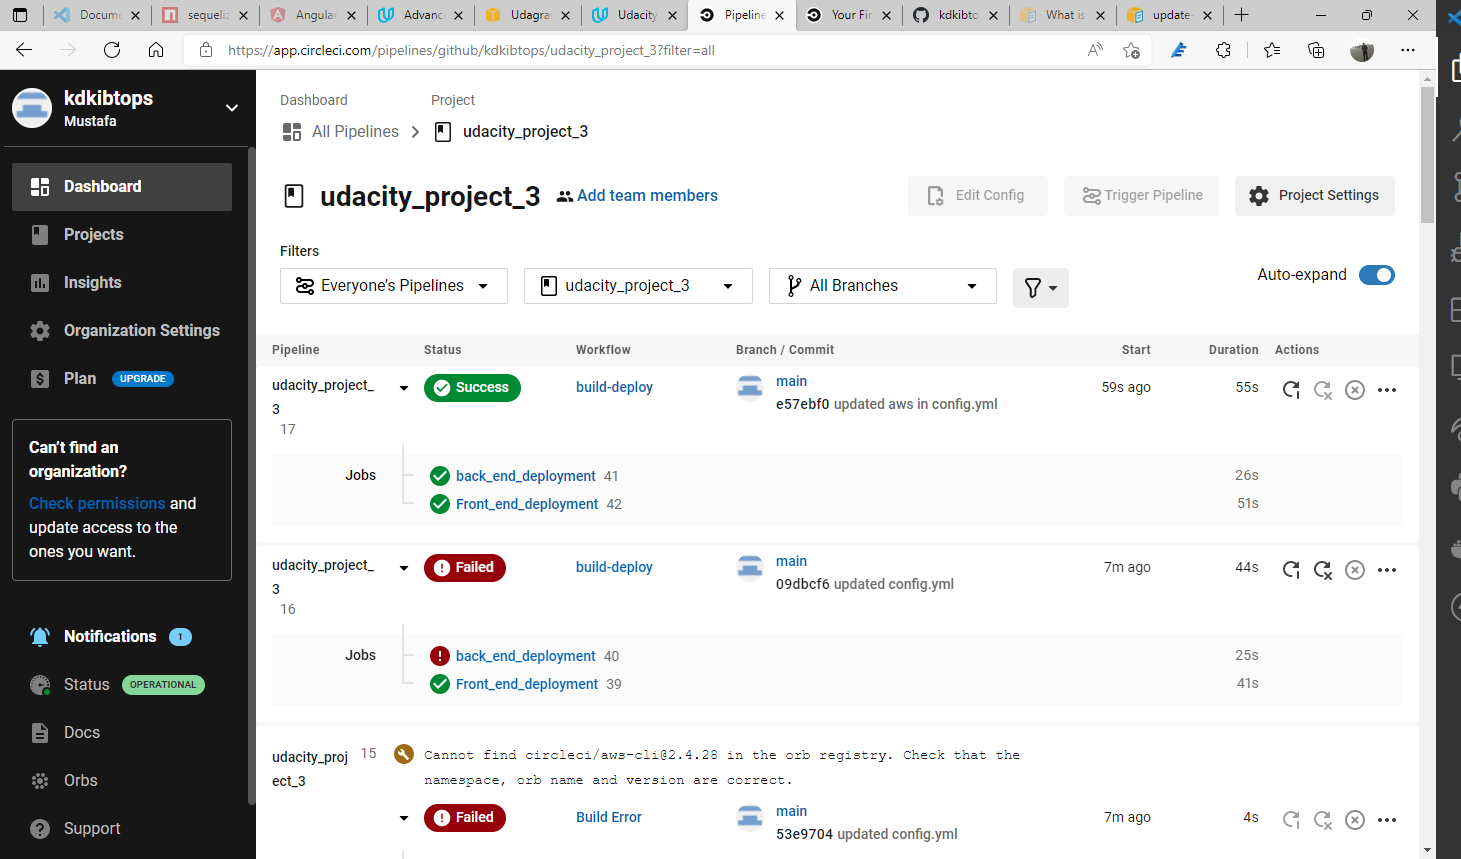 Docume
sequeliz
Angular
Advanc
Udagra
Udacity
Pipeline
Your Fir
kdkibto
What is
update-
https://app.circleci.com/pipelines/github/kdkibtops/udacity_project_3?filter=all
kdkibtops
Mustafa
Dashboard
Projects
Insights
Organization Settings
Plan UPGRADE
Can't find an
organization?
Check permissions and
update access to the
ones you want.
Notifications 1
Status OPERATIONAL
Docs
Orbs
Support
Dashboard Project
All Pipelines udacity_project_3
udacity_project_3 Add team members Edit Config Trigger Pipeline Project Settings
Filters
Everyone's Pipelines udacity_project_3 All Branches Auto-expand
Pipeline Status Workflow Branch / Commit Start Duration Actions
udacity_project_ Success build-deploy main 59s ago 55s
3 e57ebf0 updated aws in config.yml
17
Jobs back_end_deployment 41 26s
Front_end_deployment 42 51s
udacity_project_ Failed build-deploy main 7m ago 44s
3 09dbcf6 updated config.yml
16
Jobs back_end_deployment 40 25s
Front_end_deployment 39 41s
udacity_proj 15 Cannot find circleci/aws-cli@2.4.28 in the orb registry. Check that the
ect_3 namespace, orb name and version are correct.
Failed Build Error main 7m ago 4s
53e9704 updated config.yml